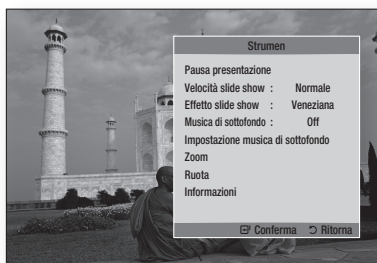 Strumen
Pausa presentazione
Velocità slide show : Normale
Effetto slide show : Veneziana
Musica di sottofondo : Off
Impostazione musica di sottofondo
Zoom
Ruota
Informazioni
Conferma Ritorna